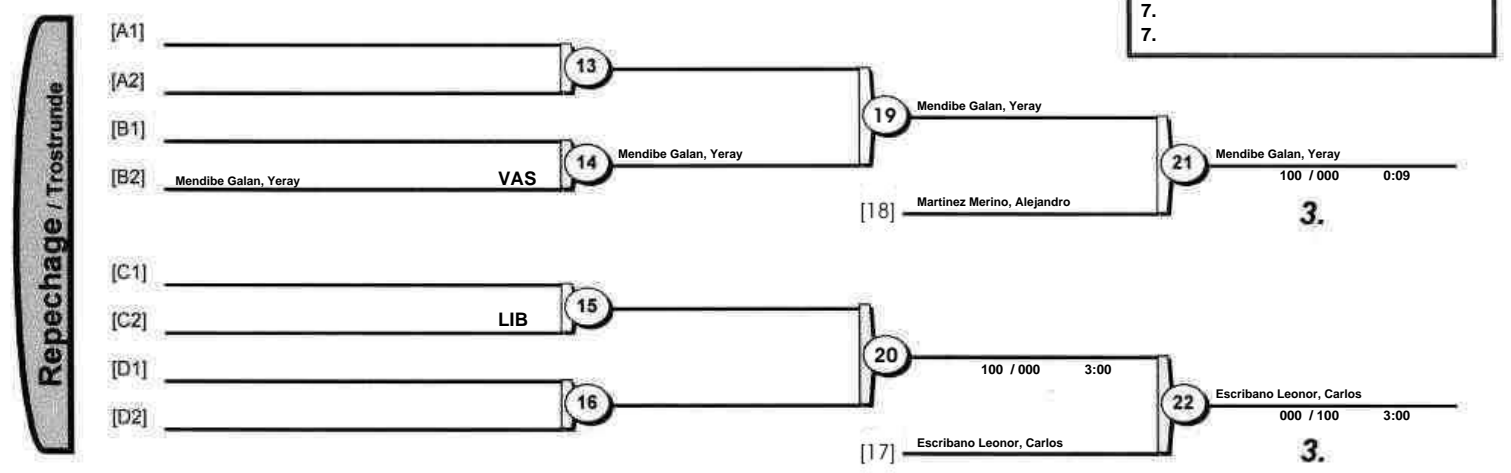 7.
7.
Repechage / Trostrunde
[A1]
13
[A2]
19
Mendibe Galan, Yeray
[B1]
14
Mendibe Galan, Yeray
21
Mendibe Galan, Yeray
[B2]
Mendibe Galan, Yeray
VAS
100 / 000
0:09
[18]
Martinez Merino, Alejandro
3.
[C1]
15
[C2]
LIB
20
[D1]
100 / 000
3:00
16
22
Escribano Leonor, Carlos
[D2]
000 / 100
3:00
[17]
Escribano Leonor, Carlos
3.